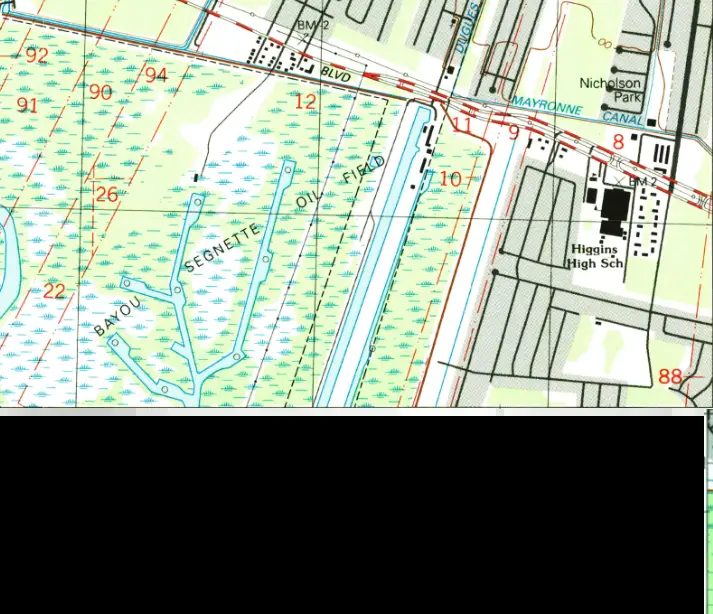 BM 2
DUGUES
92
94
BLVD
Nicholson
Park
91
90
12
MAYRONNE
CANAL
11
9
8
FIELD
10
BM 2
26
OIL
SEGNETTE
Higgins
High Sch
22
BAYOU
88